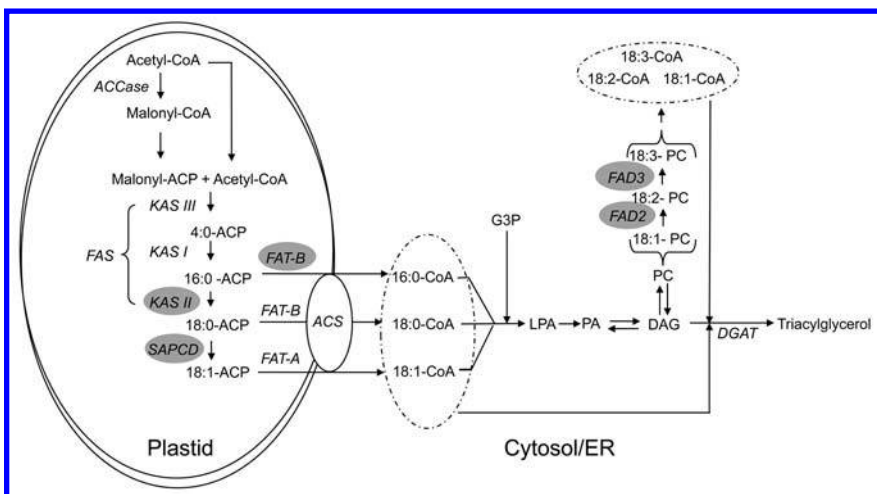 Acetyl-CoA
ACCase
Malonyl-CoA
Malonyl-ACP + Acetyl-CoA
KAS III
4:0-ACP
FAS
KAS I
16:0 -ACP
FAT-B
KAS II
18:0-ACP
FAT-B
SAPCD
18:1-ACP
FAT-A
ACS
Plastid
16:0-CoA
18:0-CoA
18:1-CoA
G3P
LPA
PA
DAG
DGAT
Triacylglycerol
PC
18:1- PC
FAD2
18:2- PC
FAD3
18:3- PC
18:3-CoA
18:2-CoA 18:1-CoA
Cytosol/ER